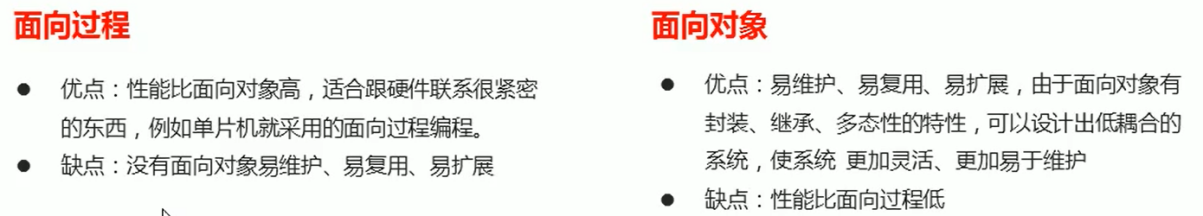 面向过程
● 优点：性能比面向对象高，适合跟硬件联系很紧密
的东西，例如单片机就采用的面向过程编程。
● 缺点：没有面向对象易维护、易复用、易扩展
面向对象
● 优点：易维护、易复用、易扩展，由于面向对象有
封装、继承、多态性的特性，可以设计出低耦合的
系统，使系统 更加灵活、更加易于维护
● 缺点：性能比面向过程低